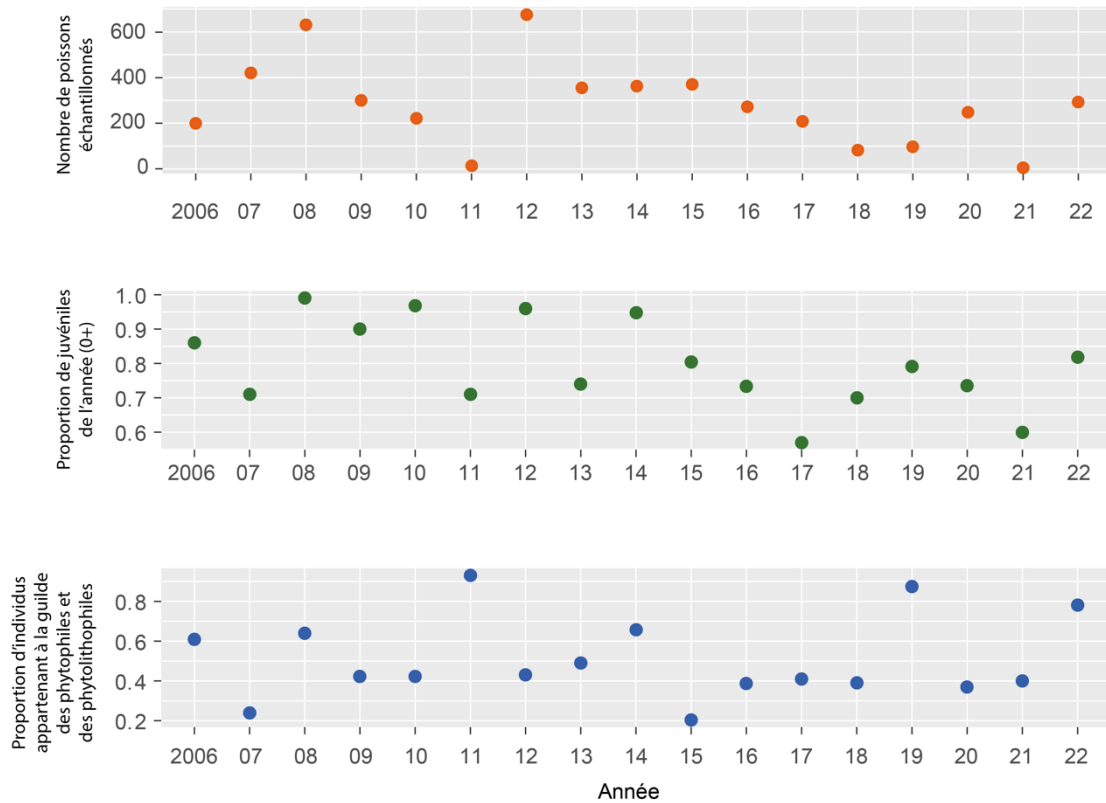 Nombre de poissons
échantillonnés
600
400
200
0
2006 07 08 09 10 11 12 13 14 15 16 17 18 19 20 21 22
Proportion de juvéniles
de l'année (0+)
1.0
0.9
0.8
0.7
0.6
2006 07 08 09 10 11 12 13 14 15 16 17 18 19 20 21 22
Proportion d'individus
appartenant à la guilde
des phytophiles et
des phytolithophiles
0.8
0.6
0.4
0.2
2006 07 08 09 10 11 12 13 14 15 16 17 18 19 20 21 22
Année